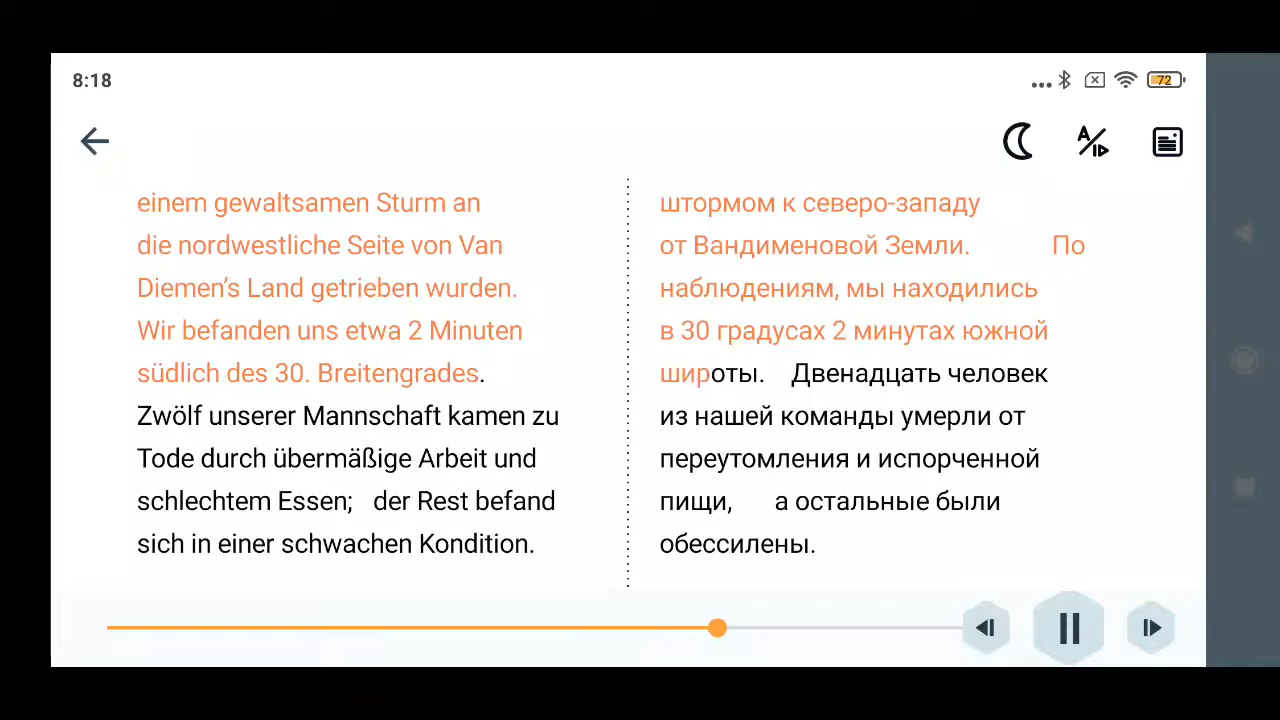 8:18
72
einem gewaltsamen Sturm an
die nordwestliche Seite von Van
Diemen’s Land getrieben wurden.
Wir befanden uns etwa 2 Minuten
südlich des 30. Breitengrades.
Zwölf unserer Mannschaft kamen zu
Tode durch übermäßige Arbeit und
schlechtem Essen; der Rest befand
sich in einer schwachen Kondition.
штормом к северо-западу
от Вандименовой Земли. По
наблюдениям, мы находились
в 30 градусах 2 минутах южной
широты. Двенадцать человек
из нашей команды умерли от
переутомления и испорченной
пищи, а остальные были
обессилены.